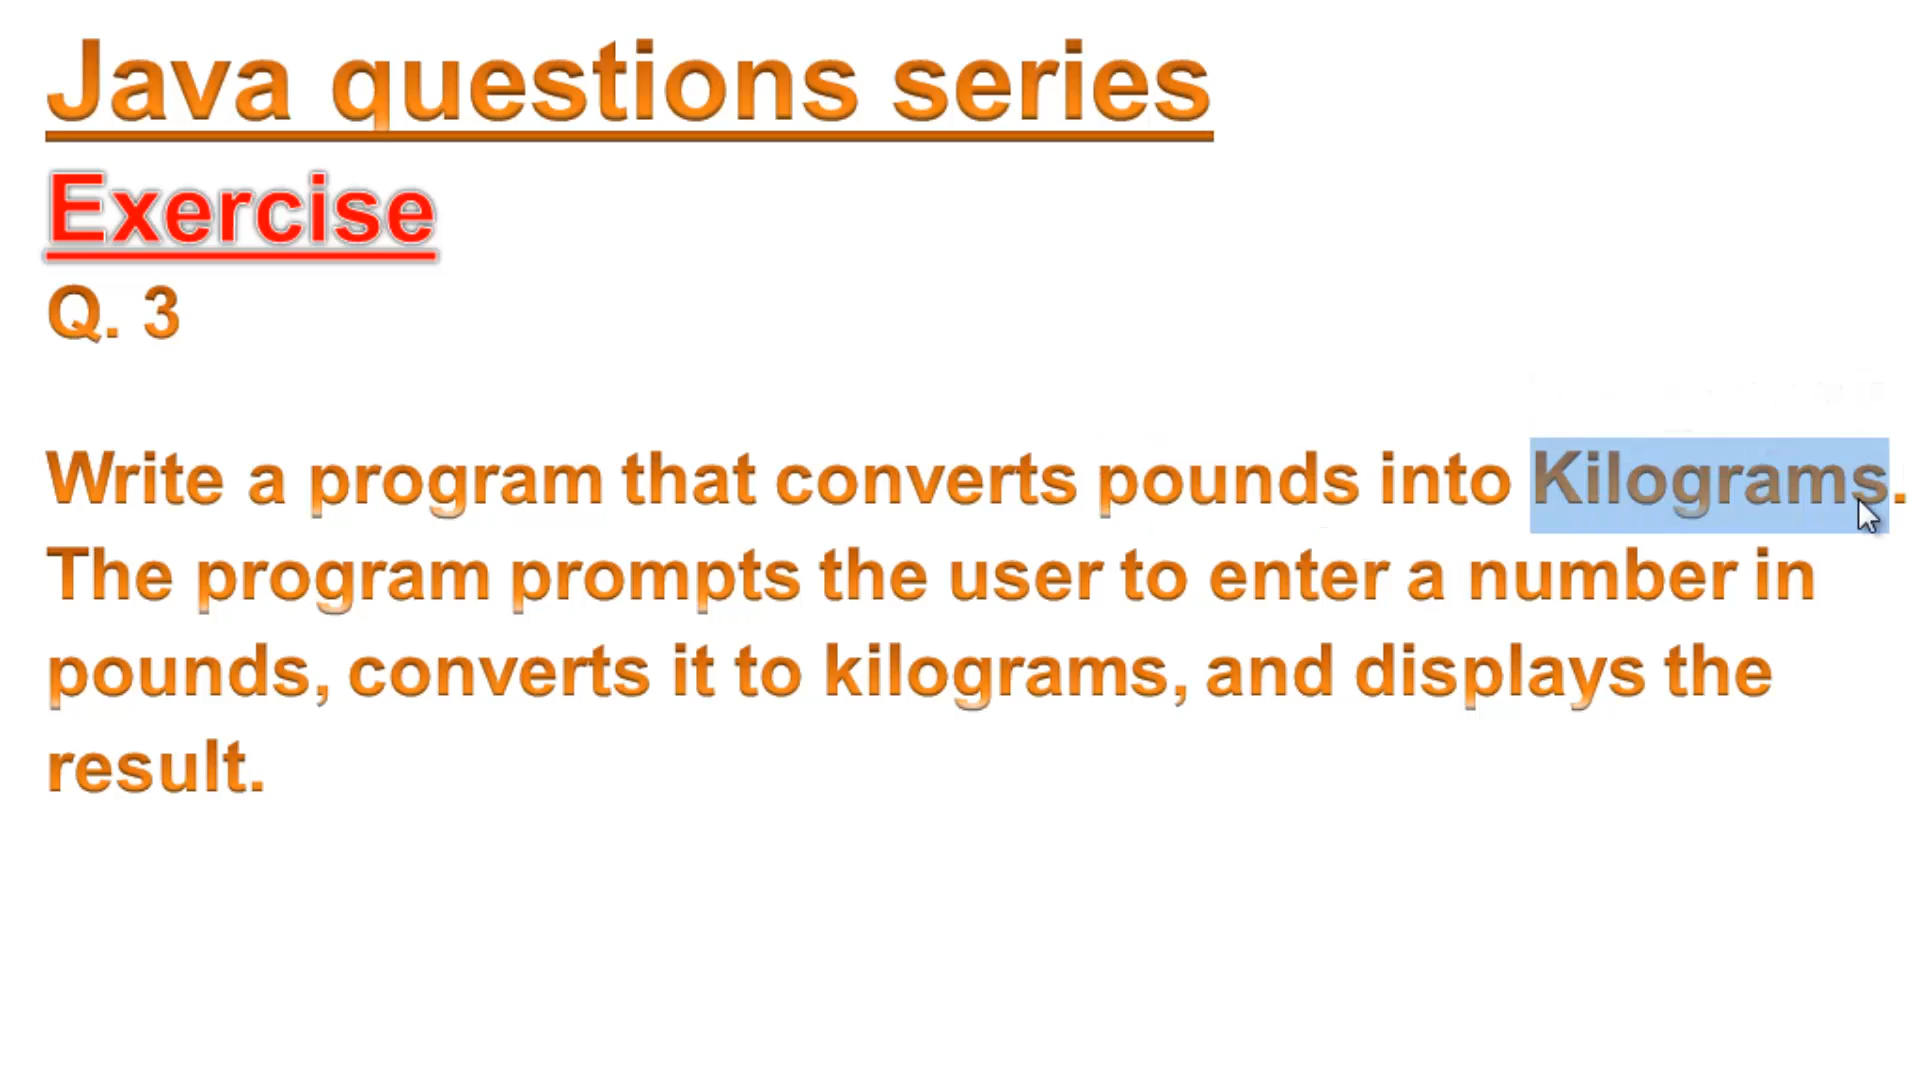 Java questions series
Exercise
Q. 3
Write a program that converts pounds into Kilograms.
The program prompts the user to enter a number in
pounds, converts it to kilograms, and displays the
result.